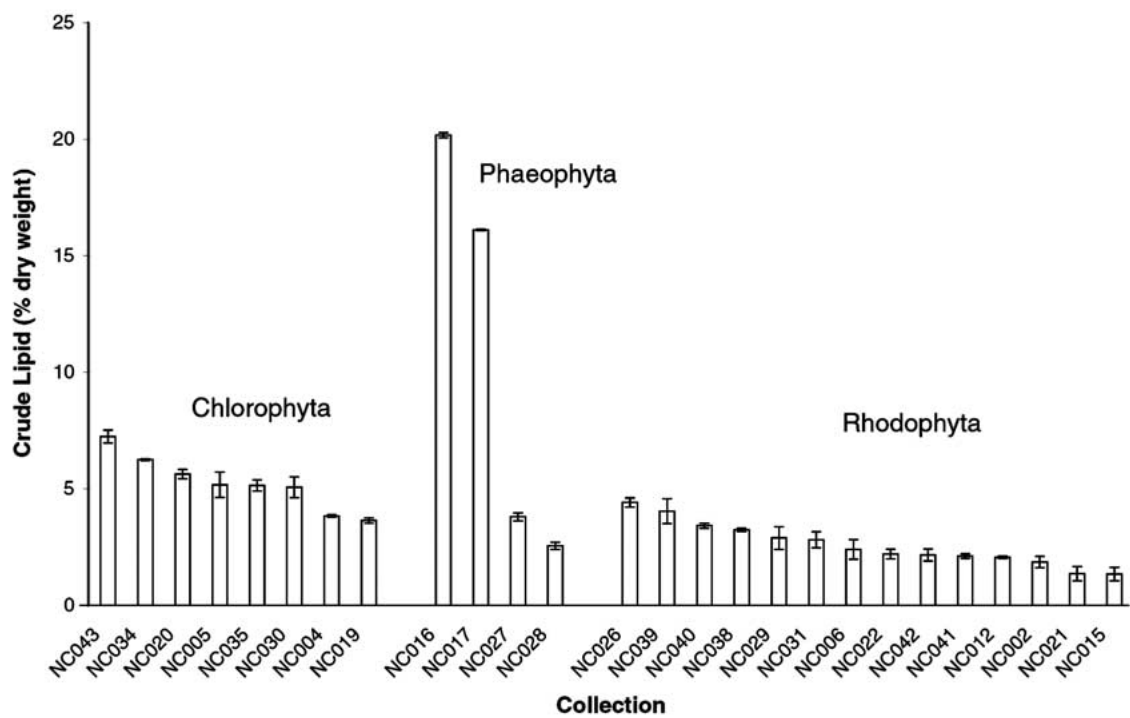 25
20
15
10
5
0
Crude Lipid (% dry weight)
Chlorophyta
Phaeophyta
Rhodophyta
NC043
NC034
NC020
NC005
NC035
NC030
NC004
NC019
NC016
NC017
NC027
NC028
NC026
NC039
NC040
NC038
NC029
NC031
NC006
NC022
NC042
NC041
NC012
NC002
NC021
NC015
Collection